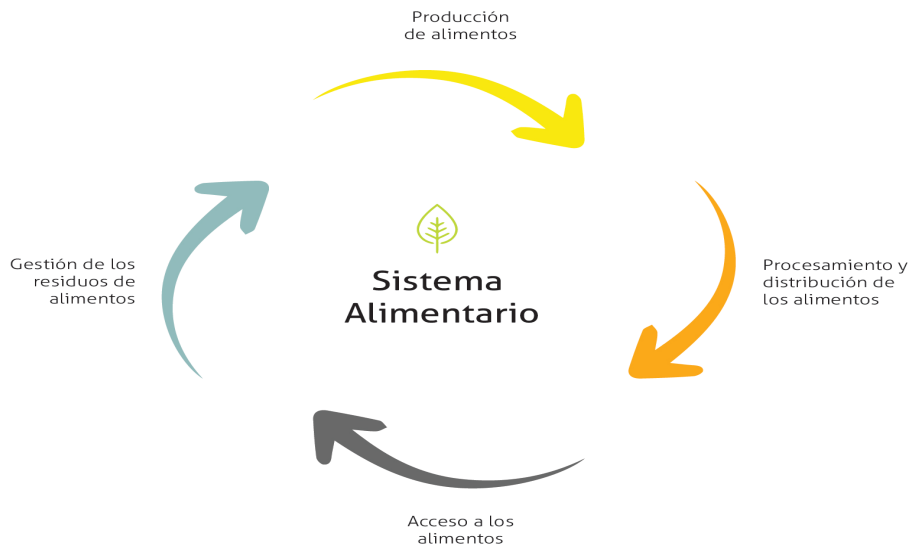 Producción
de alimentos
Gestión de los
residuos de
alimentos
Sistema
Alimentario
Procesamiento y
distribución de
los alimentos
Acceso a los
alimentos